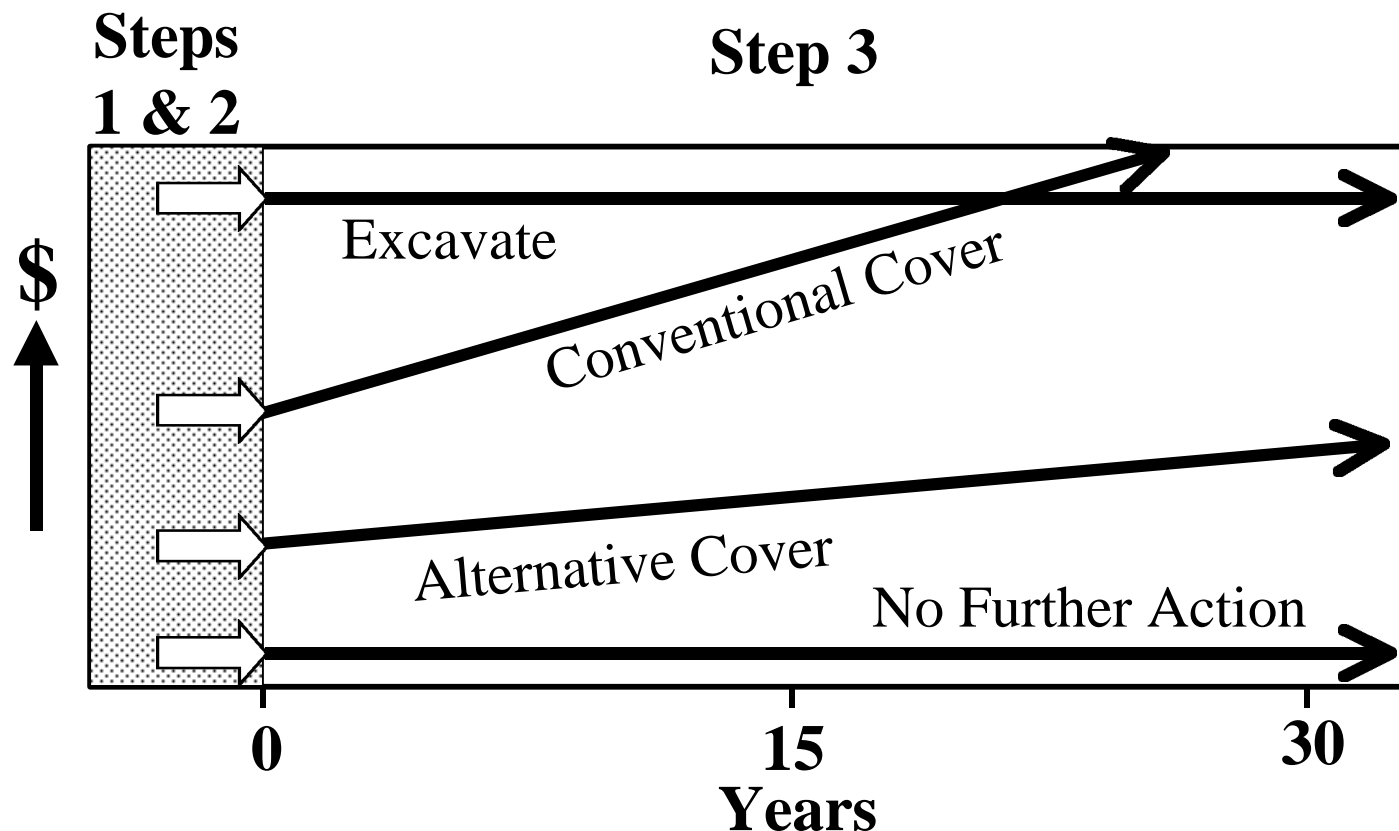 Steps
1 & 2
Step 3
$
Excavate
Conventional Cover
Alternative Cover
No Further Action
0
15
30
Years